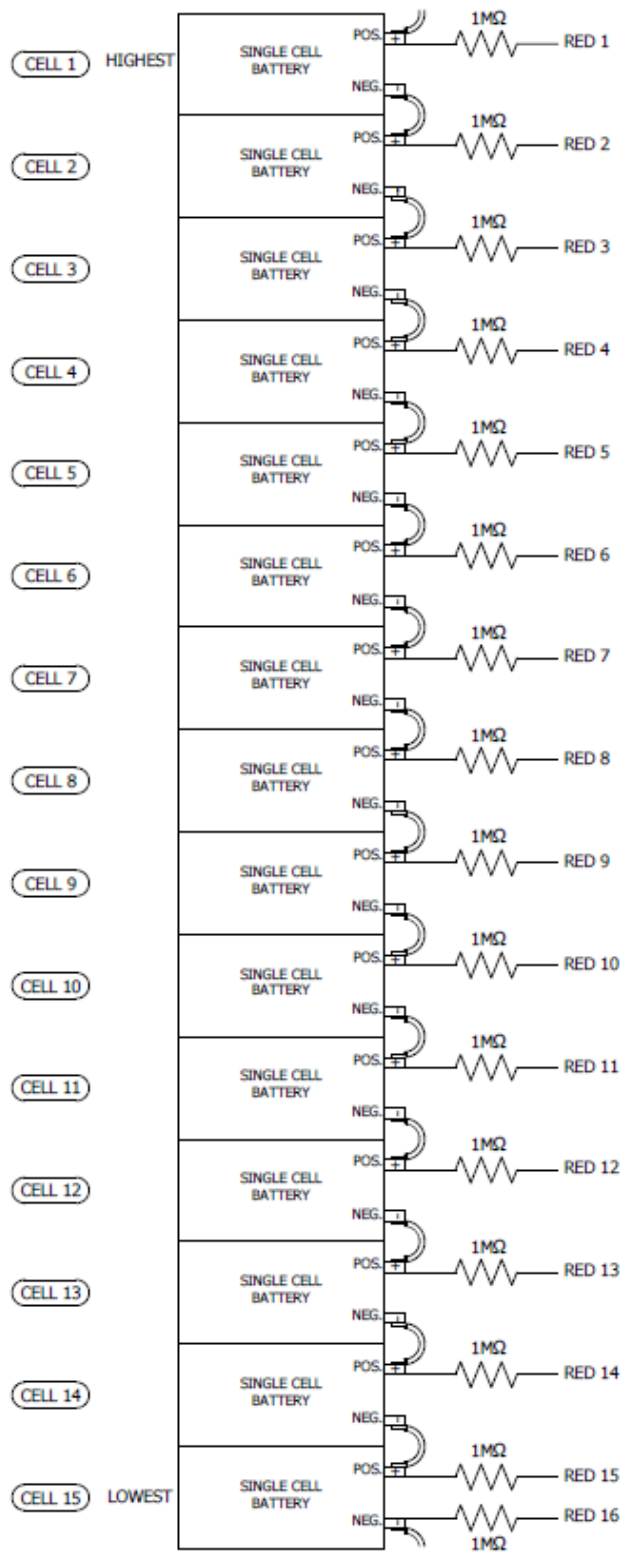 1MΩ
POS. + RED 1
CELL 1 HIGHEST SINGLE CELL
BATTERY
NEG. -
1MΩ
POS. + RED 2
CELL 2 SINGLE CELL
BATTERY
NEG. -
1MΩ
POS. + RED 3
CELL 3 SINGLE CELL
BATTERY
NEG. -
1MΩ
POS. + RED 4
CELL 4 SINGLE CELL
BATTERY
NEG. -
1MΩ
POS. + RED 5
CELL 5 SINGLE CELL
BATTERY
NEG. -
1MΩ
POS. + RED 6
CELL 6 SINGLE CELL
BATTERY
NEG. -
1MΩ
POS. + RED 7
CELL 7 SINGLE CELL
BATTERY
NEG. -
1MΩ
POS. + RED 8
CELL 8 SINGLE CELL
BATTERY
NEG. -
1MΩ
POS. + RED 9
CELL 9 SINGLE CELL
BATTERY
NEG. -
1MΩ
POS. + RED 10
CELL 10 SINGLE CELL
BATTERY
NEG. -
1MΩ
POS. + RED 11
CELL 11 SINGLE CELL
BATTERY
NEG. -
1MΩ
POS. + RED 12
CELL 12 SINGLE CELL
BATTERY
NEG. -
1MΩ
POS. + RED 13
CELL 13 SINGLE CELL
BATTERY
NEG. -
1MΩ
POS. + RED 14
CELL 14 SINGLE CELL
BATTERY
NEG. -
1MΩ
POS. + RED 15
CELL 15 LOWEST SINGLE CELL
BATTERY
NEG. - RED 16
1MΩ